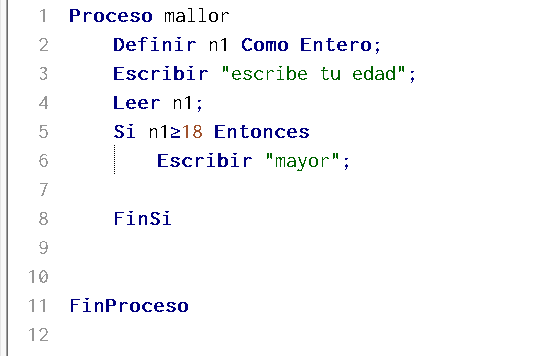 1 Proceso mallor
2 Definir n1 Como Entero;
3 Escribir "escribe tu edad";
4 Leer n1;
5 Si n1≥18 Entonces
6 Escribir "mayor";
7
8 FinSi
9
10
11 FinProceso
12